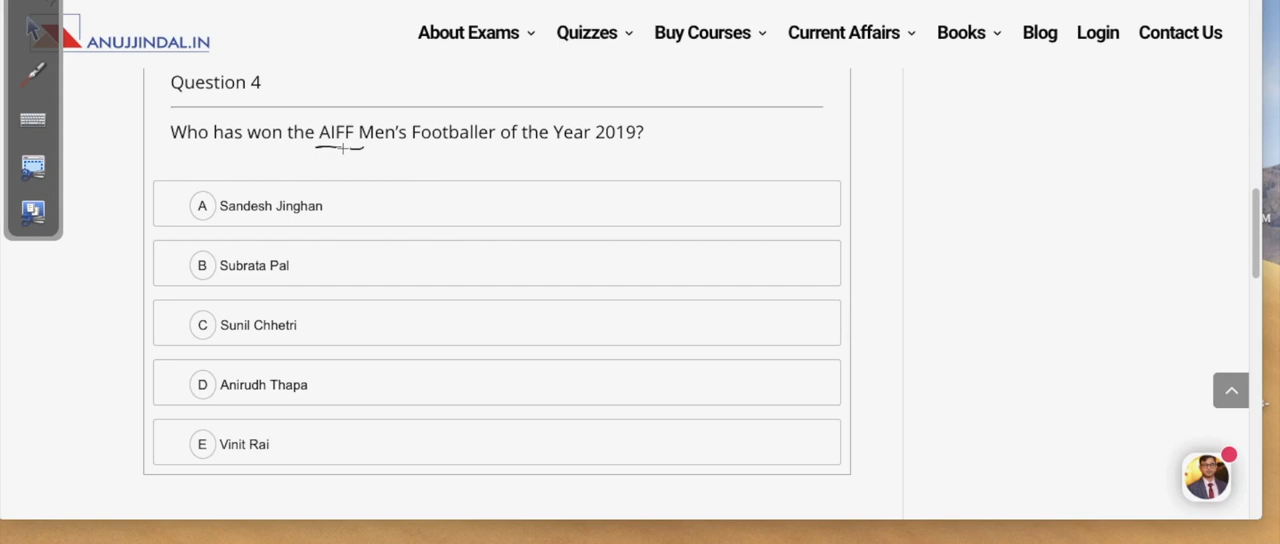 ANUJJINDAL.IN
About Exams Quizzes Buy Courses Current Affairs Books Blog Login Contact Us
Question 4
Who has won the AIFF Men’s Footballer of the Year 2019?
A Sandesh Jinghan
B Subrata Pal
C Sunil Chhetri
D Anirudh Thapa
E Vinit Rai
M